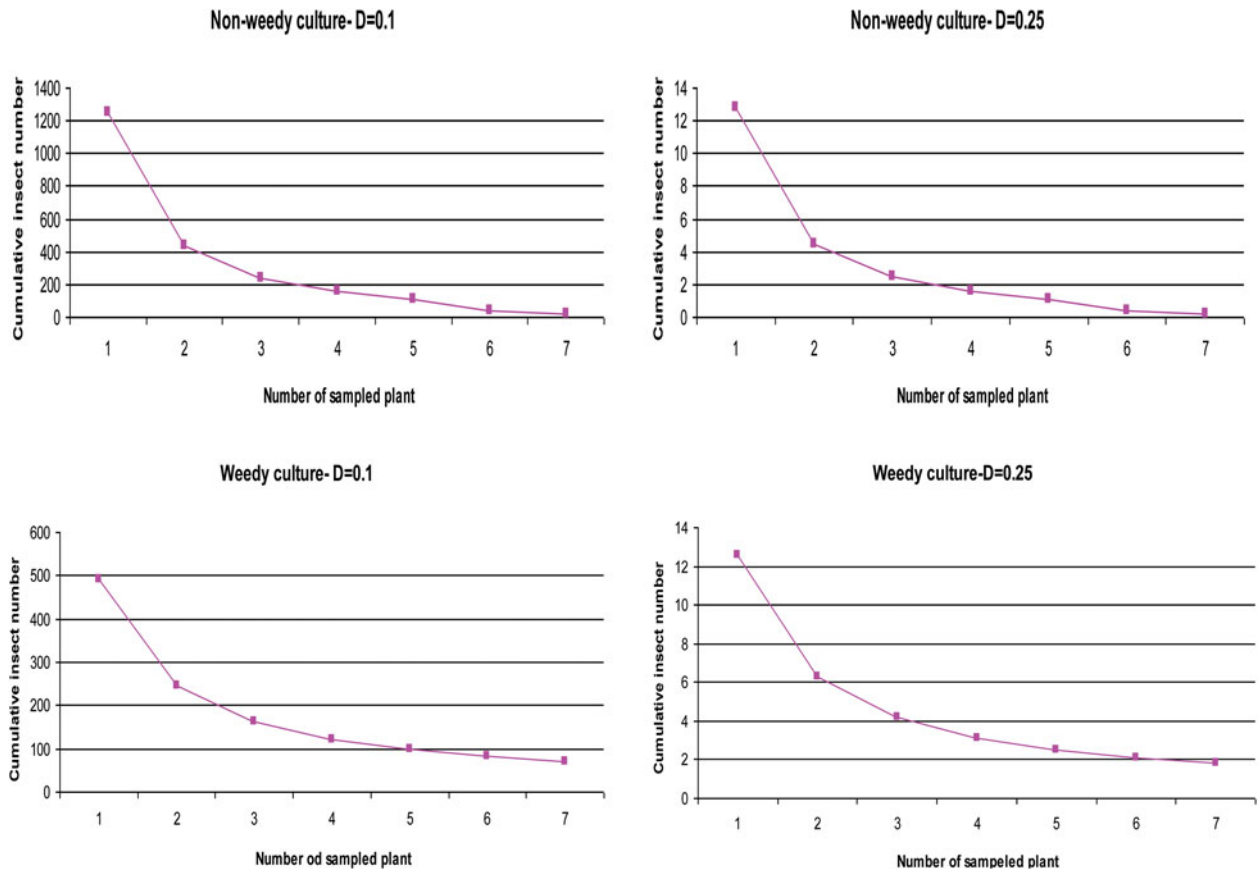 Non-weedy culture- D=0.1
Cumulative insect number
1400
1200
1000
800
600
400
200
0
1 2 3 4 5 6 7
Number of sampled plant
Non-weedy culture- D=0.25
Cumulative insect number
14
12
10
8
6
4
2
0
1 2 3 4 5 6 7
Number of sampled plant
Weedy culture- D=0.1
Cumulative insect number
600
500
400
300
200
100
0
1 2 3 4 5 6 7
Number od sampled plant
Weedy culture-D=0.25
Cumulative insect number
14
12
10
8
6
4
2
0
1 2 3 4 5 6 7
Number of sampeled plant